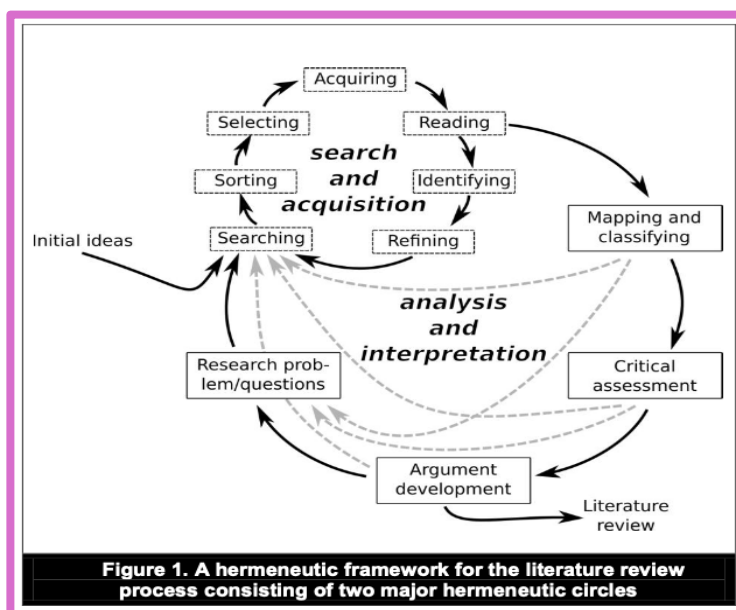 Acquiring
Selecting
Reading
search
and
acquisition
Sorting
Identifying
Mapping and
classifying
Initial ideas
Searching
Refining
analysis
and
interpretation
Research prob-
lem/questions
Critical
assessment
Argument
development
Literature
review
Figure 1. A hermeneutic framework for the literature review
process consisting of two major hermeneutic circles